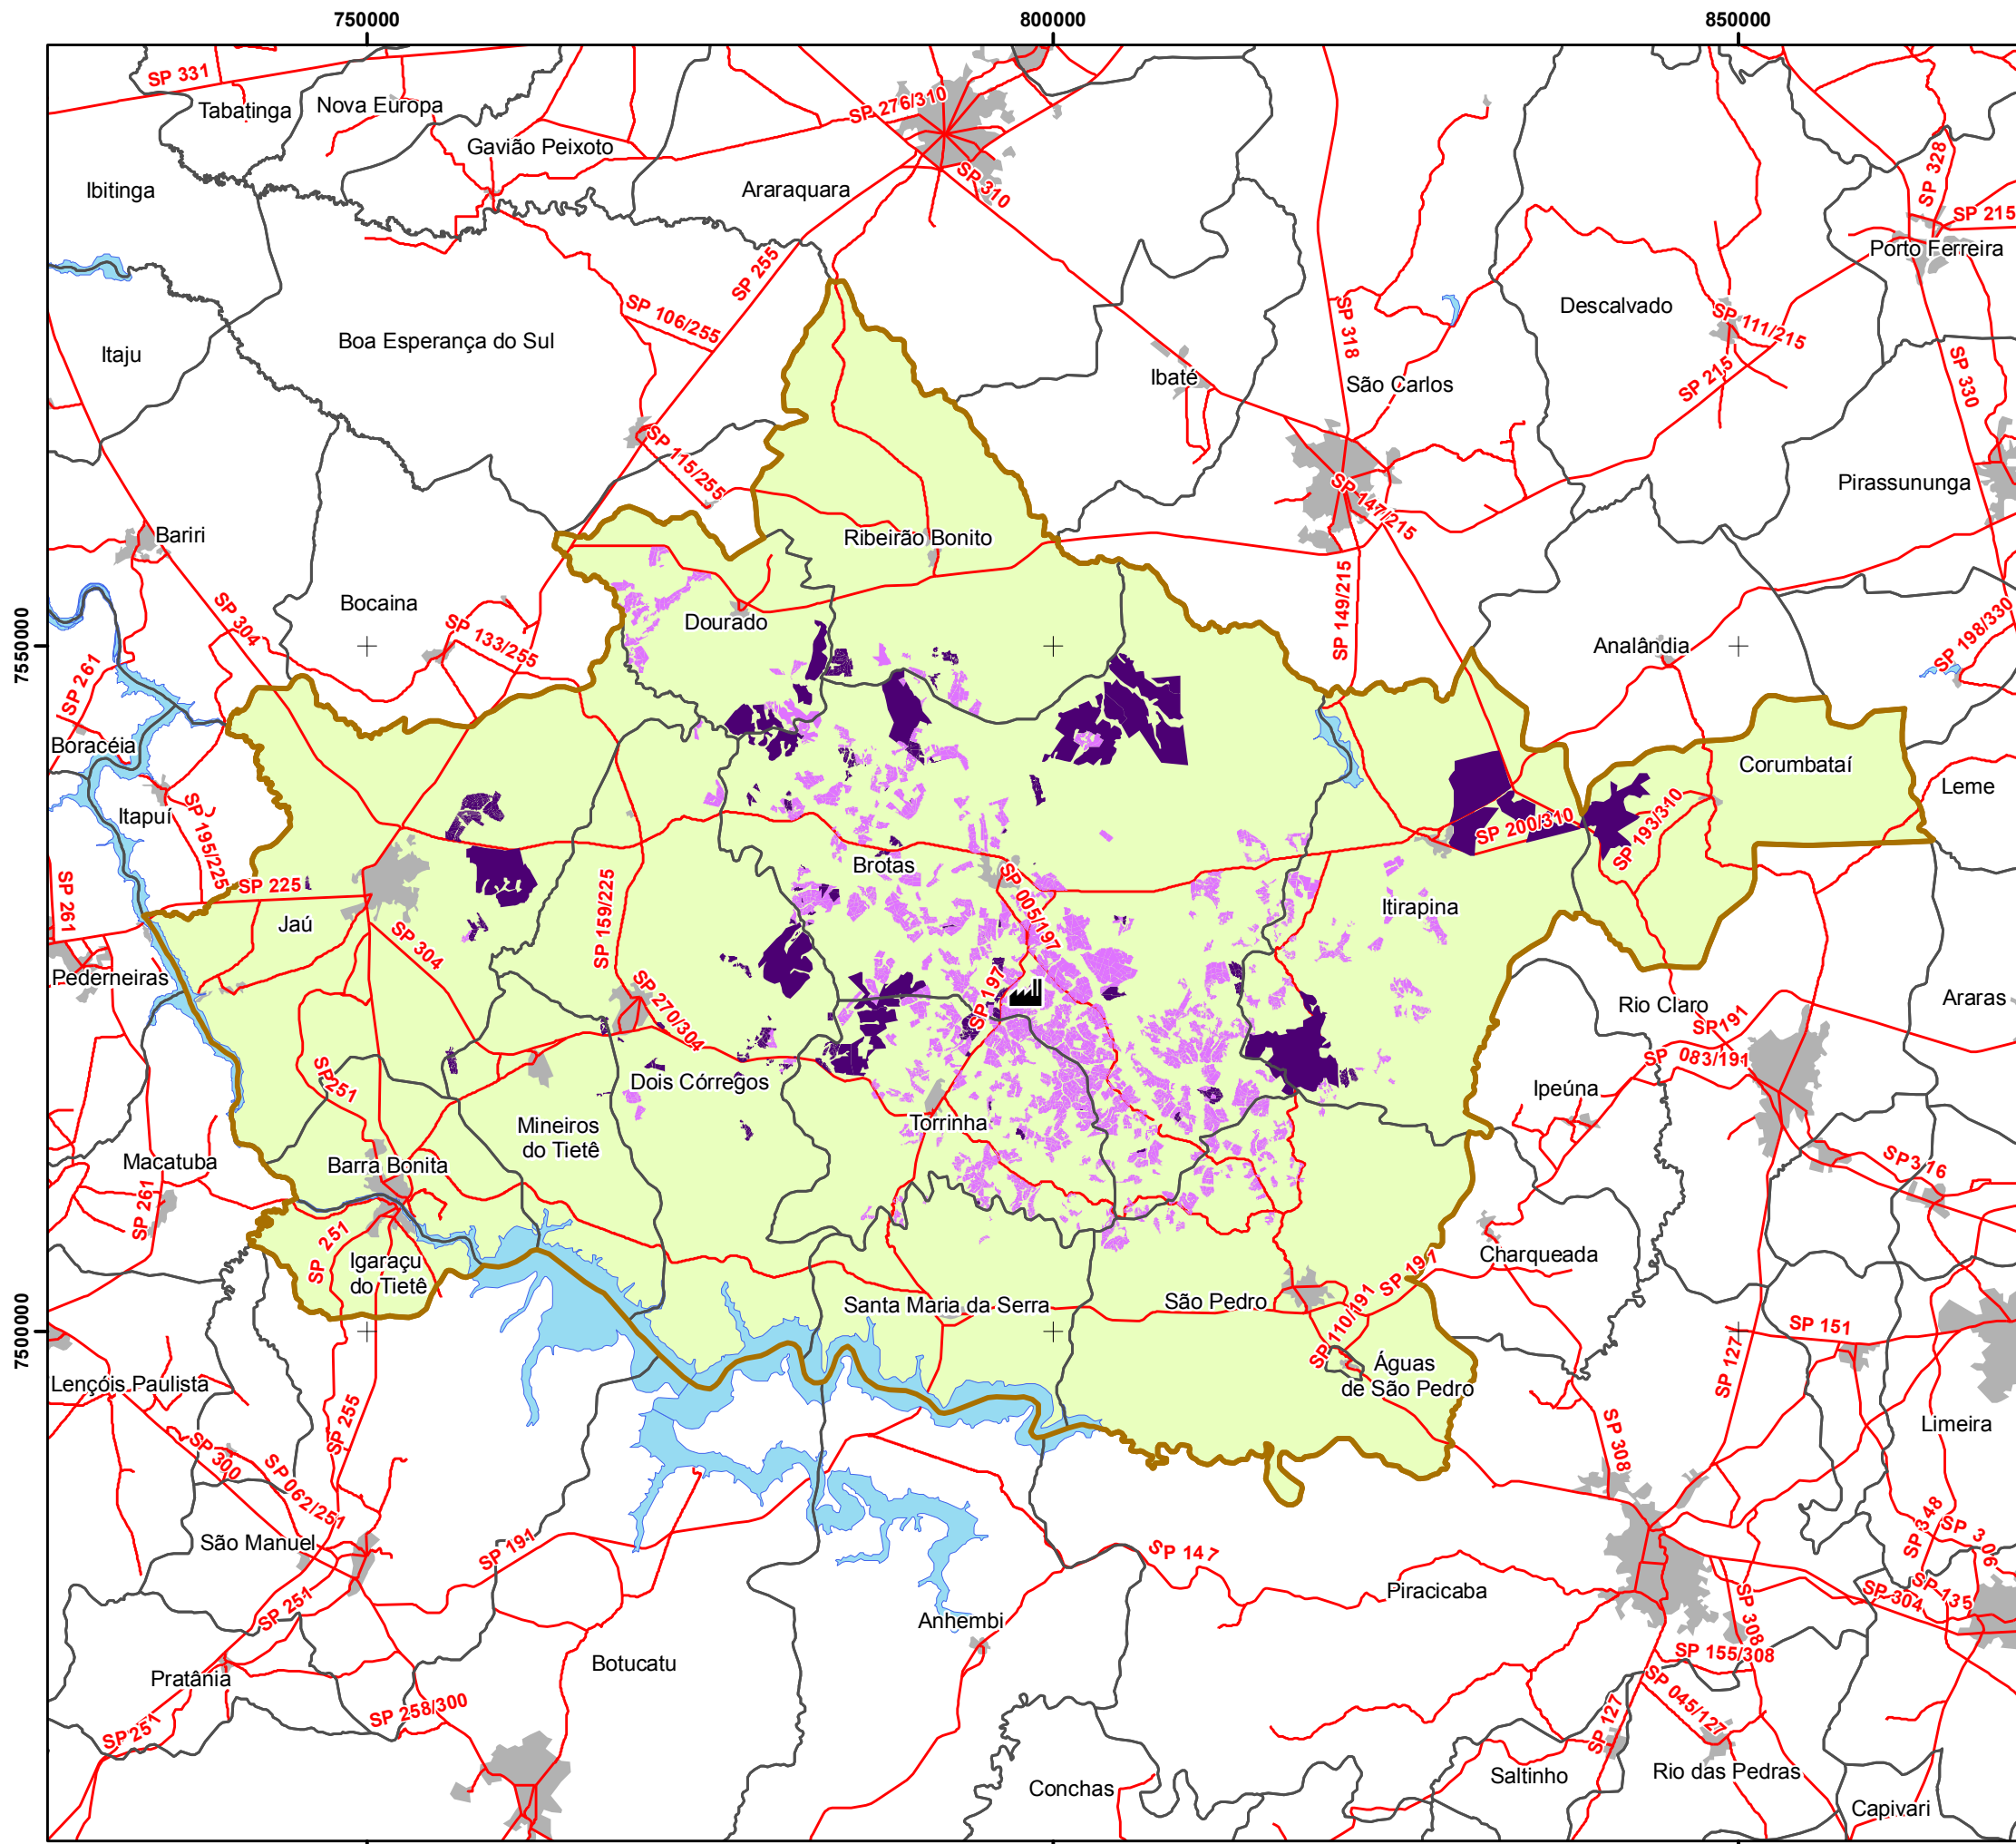 750000
800000
850000
SP 331
Tabatinga
Nova Europa
Gavião Peixoto
SP 276/310
Araraquara
SP 310
Ibitinga
SP 328
SP 215
Porto Ferreira
SP 255
SP 106/255
Boa Esperança do Sul
Itaju
SP 318
Descalvado
SP 111/215
SP 215
SP 330
Ibaté
São Carlos
SP 115/255
SP 147/215
Pirassununga
Bariri
Ribeirão Bonito
Bocaina
SP 304
SP 133/255
Dourado
SP 149/215
Analândia
SP 198/330
7550000
SP 261
Boracéia
Corumbataí
Leme
Itapuí
SP 195/225
SP 200/310
SP 193/310
SP 225
SP 261
Brotas
SP 005/197
Itirapina
Jaú
SP 304
SP 159/225
Pederneiras
SP 270/304
SP 197
Rio Claro
Araras
SP 191
SP 083/191
SP 251
Dois Córregos
Ipeúna
Torrinha
Mineiros
do Tietê
Macatuba
Barra Bonita
SP 316
SP 261
SP 251
Igaraçu
do Tietê
Charqueada
SP 191
Santa Maria da Serra
São Pedro
SP 110/191
SP 151
7500000
SP 127
Águas
de São Pedro
Lençóis Paulista
SP 255
SP 300
SP 062/251
SP 308
Limeira
São Manuel
SP 191
SP 147
SP 348
SP 306
Piracicaba
SP 304
SP 135
SP 251
Anhembi
SP 308
Botucatu
Pratânia
SP 155/308
SP 258/300
SP 045/127
SP 251
SP 127
Conchas
Saltinho
Rio das Pedras
Capivari